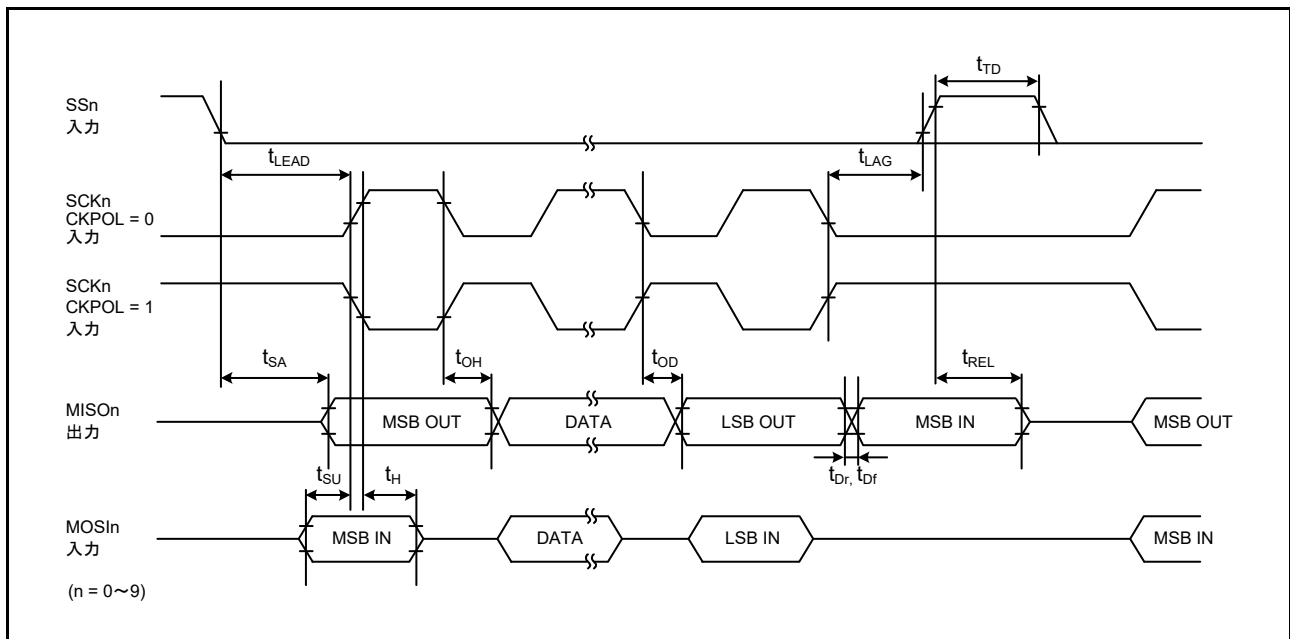 tTD
SSn
入力
tLEAD
tLAG
SCKn
CKPOL = 0
入力
SCKn
CKPOL = 1
入力
tSA
tOH
tOD
tREL
MISOn
出力
MSB OUT
DATA
LSB OUT
MSB IN
MSB OUT
tSU
tH
tDr, tDf
MOSIn
入力
MSB IN
DATA
LSB IN
MSB IN
(n = 0～9)